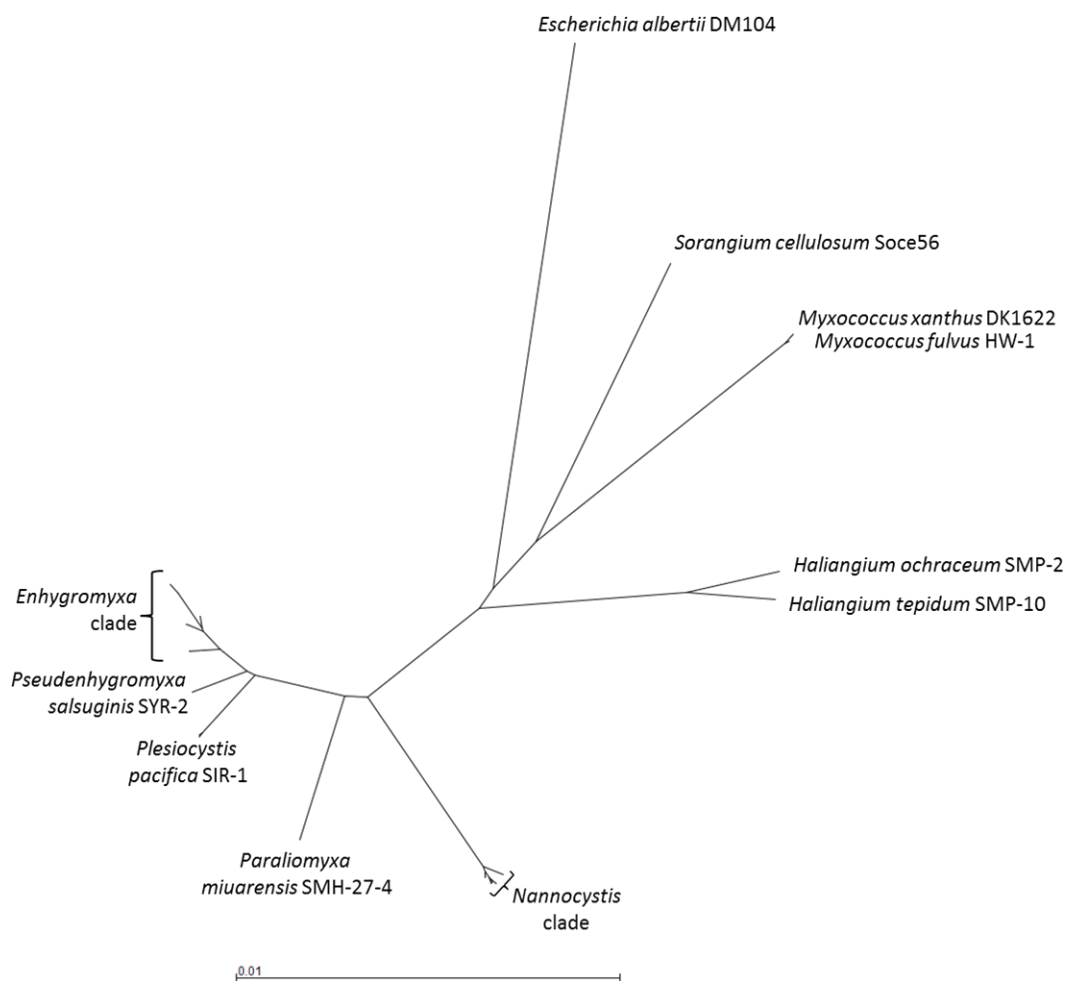 Escherichia albertii DM104
Sorangium cellulosum Soce56
Myxococcus xanthus DK1622
Myxococcus fulvus HW-1
Haliangium ochraceum SMP-2
Haliangium tepidum SMP-10
Enhygromyxa
clade
Pseudenhygromyxa
salsuginis SYR-2
Plesiocystis
pacifica SIR-1
Paraliomyxa
miuarensis SMH-27-4
Nannocystis
clade
0.01